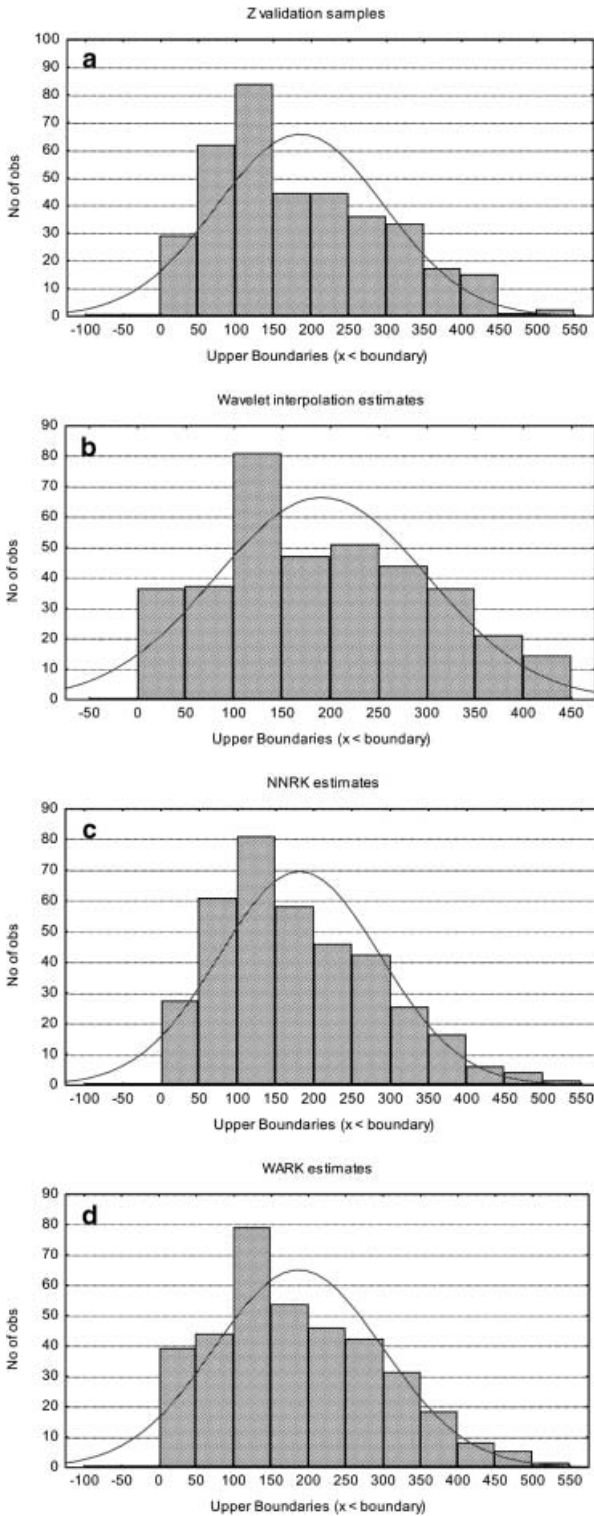 Z validation samples
a
100
90
80
70
60
50
40
30
20
10
0
No of obs
-100 -50 0 50 100 150 200 250 300 350 400 450 500 550
Upper Boundaries (x < boundary)
Wavelet interpolation estimates
b
90
80
70
60
50
40
30
20
10
0
No of obs
-50 0 50 100 150 200 250 300 350 400 450
Upper Boundaries (x < boundary)
NNRK estimates
c
90
80
70
60
50
40
30
20
10
0
No of obs
-100 -50 0 50 100 150 200 250 300 350 400 450 500 550
Upper Boundaries (x < boundary)
WARK estimates
d
90
80
70
60
50
40
30
20
10
0
No of obs
-100 -50 0 50 100 150 200 250 300 350 400 450 500 550
Upper Boundaries (x < boundary)